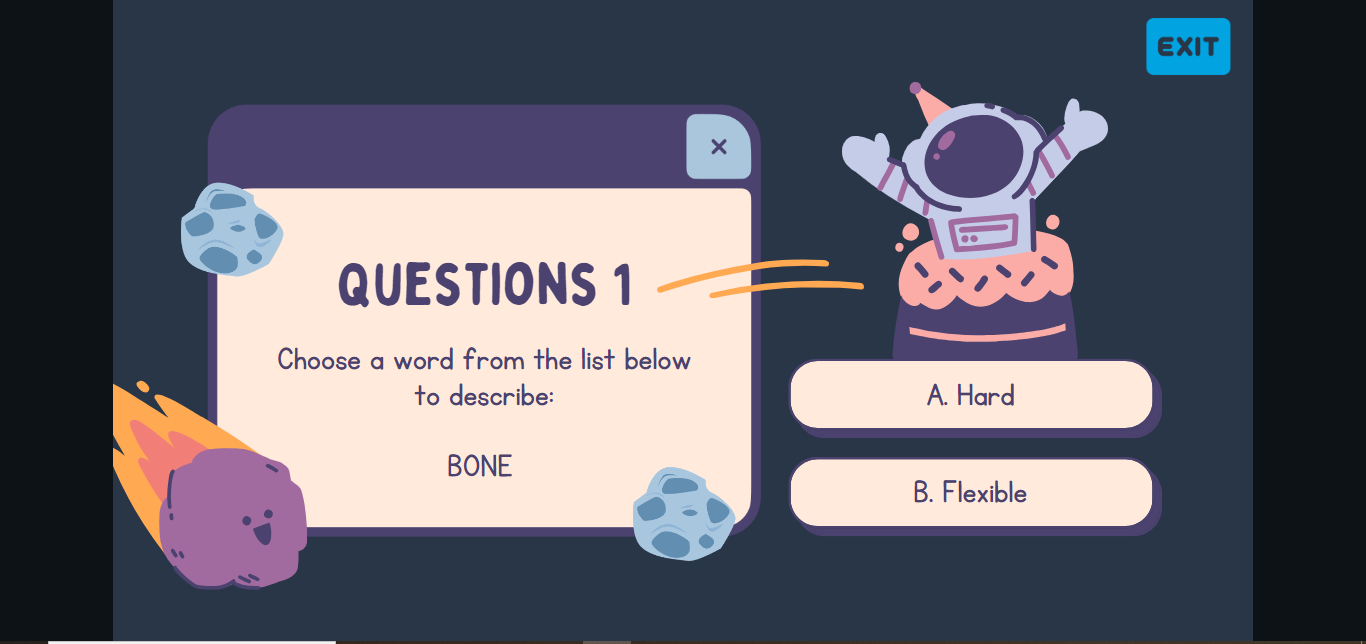 EXIT
×
QUESTIONS 1
Choose a word from the list below
to describe:
BONE
A. Hard
B. Flexible